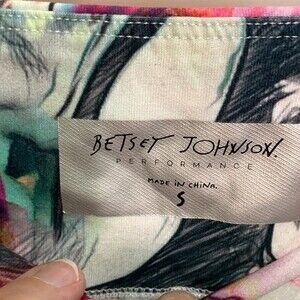 BETSEY JOHNSON.
PERFORMANCE
MADE IN CHINA.
S